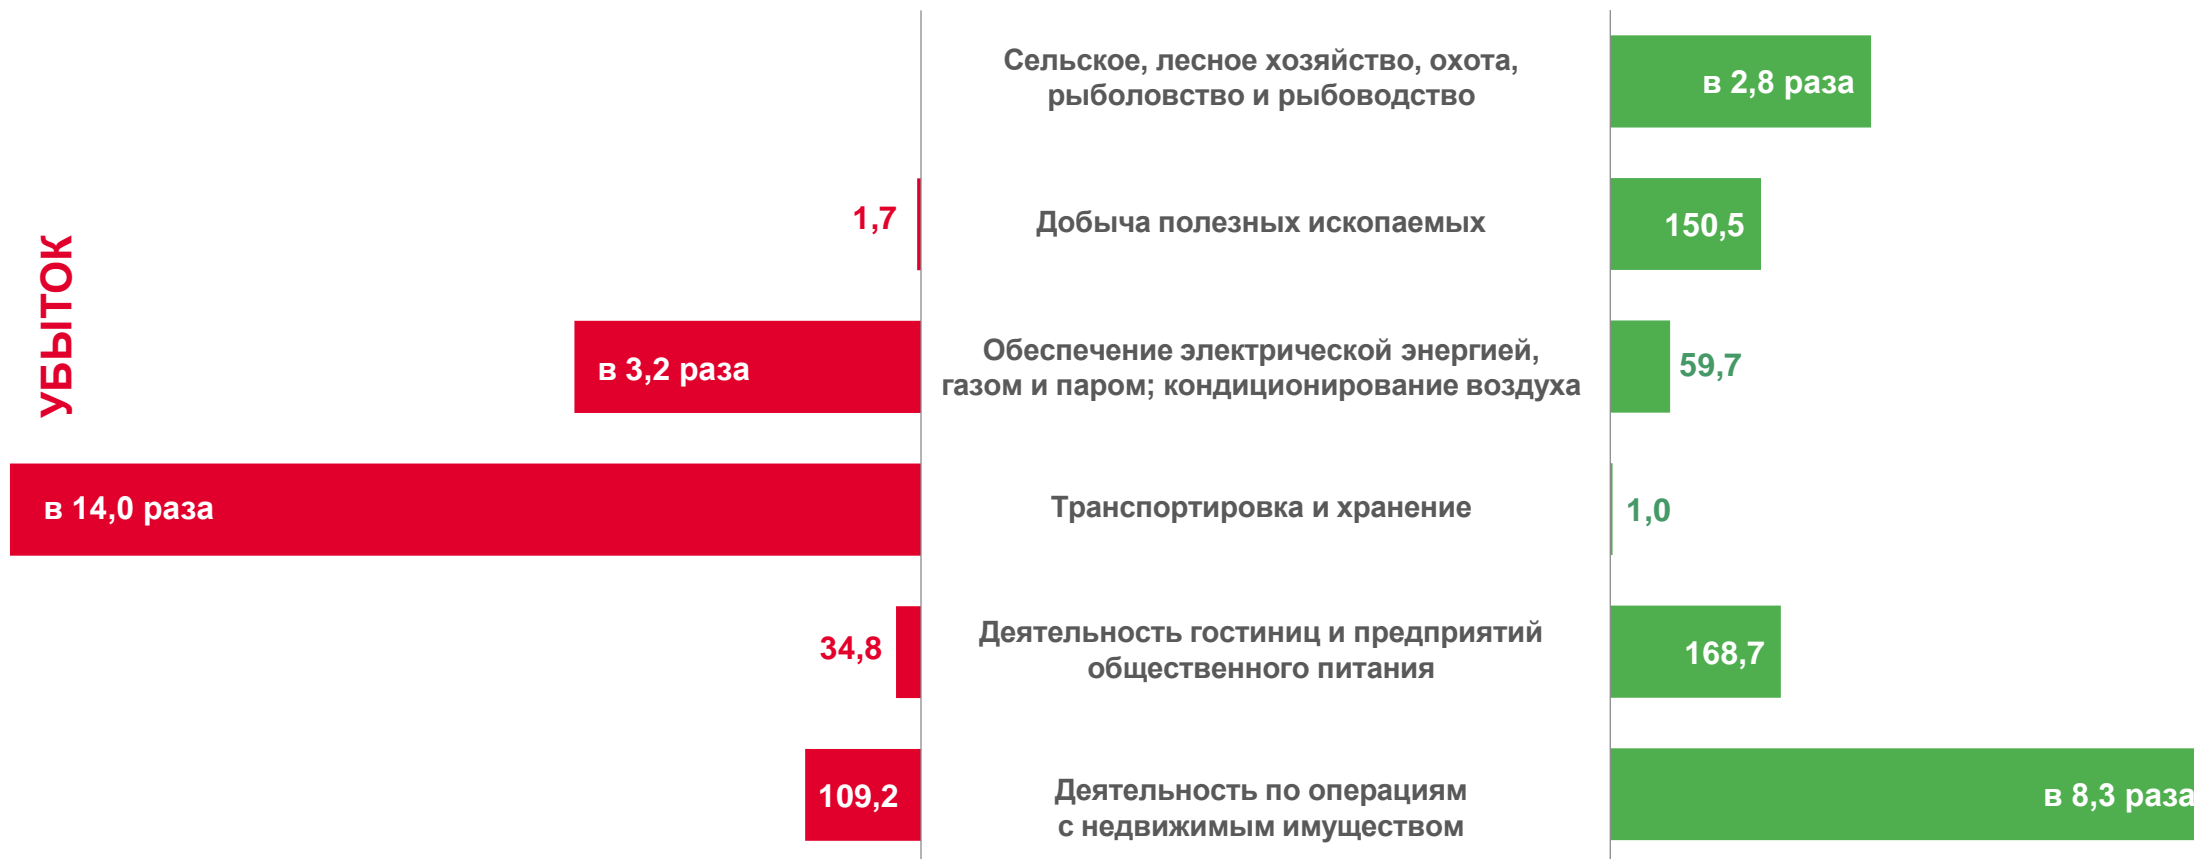 УБЫТОК
Сельское, лесное хозяйство, охота,
рыболовство и рыбоводство
в 2,8 раза
1,7
Добыча полезных ископаемых
150,5
в 3,2 раза
Обеспечение электрической энергией,
газом и паром; кондиционирование воздуха
59,7
в 14,0 раза
Транспортировка и хранение
1,0
34,8
Деятельность гостиниц и предприятий
общественного питания
168,7
109,2
Деятельность по операциям
с недвижимым имуществом
в 8,3 раза